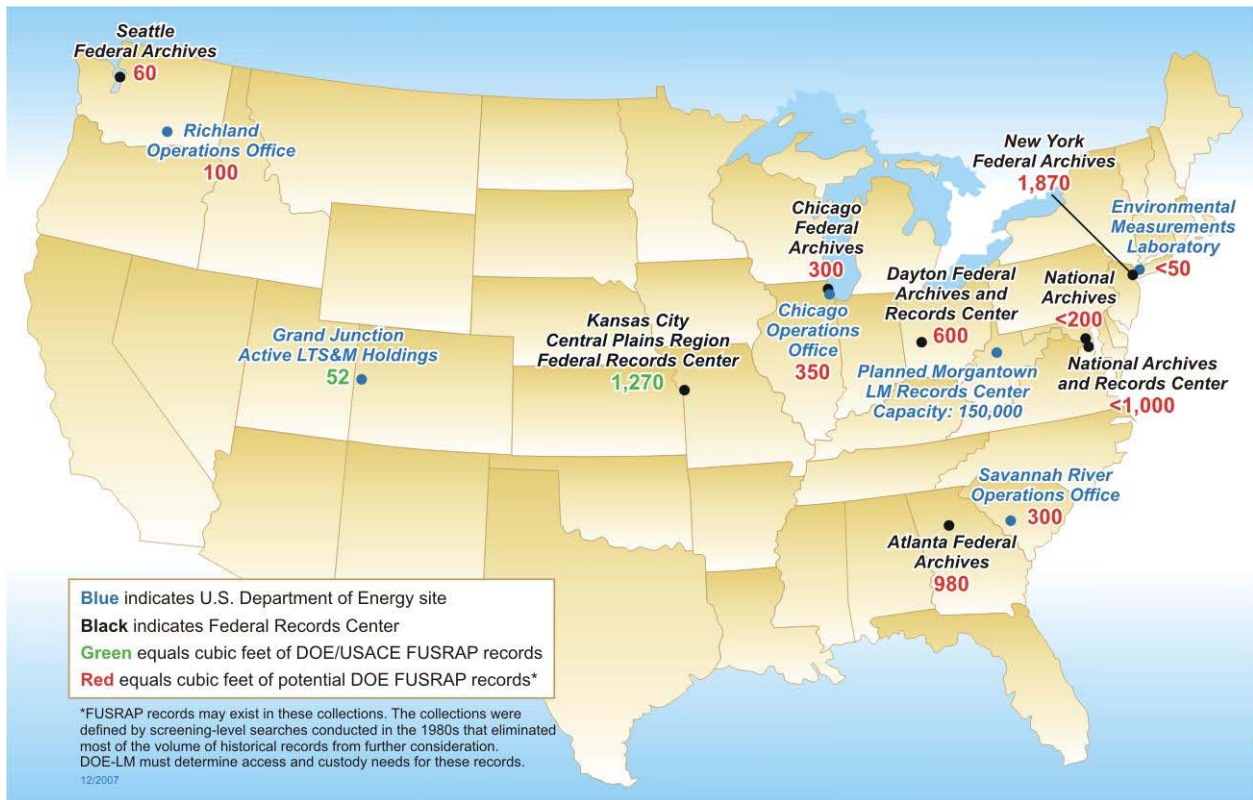 Seattle
Federal Archives
60
Richland
Operations Office
100
New York
Federal Archives
1,870
Environmental
Measurements
Laboratory
<50
Chicago
Federal
Archives
300
Dayton Federal
Archives and
Records Center
600
National
Archives
<200
Grand Junction
Active LTS&M Holdings
52
Kansas City
Central Plains Region
Federal Records Center
1,270
Chicago
Operations
Office
350
Planned Morgantown
LM Records Center
Capacity: 150,000
National Archives
and Records Center
<1,000
Savannah River
Operations Office
300
Atlanta Federal
Archives
980
Blue indicates U.S. Department of Energy site
Black indicates Federal Records Center
Green equals cubic feet of DOE/USACE FUSRAP records
Red equals cubic feet of potential DOE FUSRAP records*
*FUSRAP records may exist in these collections. The collections were
defined by screening-level searches conducted in the 1980s that eliminated
most of the volume of historical records from further consideration.
DOE-LM must determine access and custody needs for these records.
12/2007